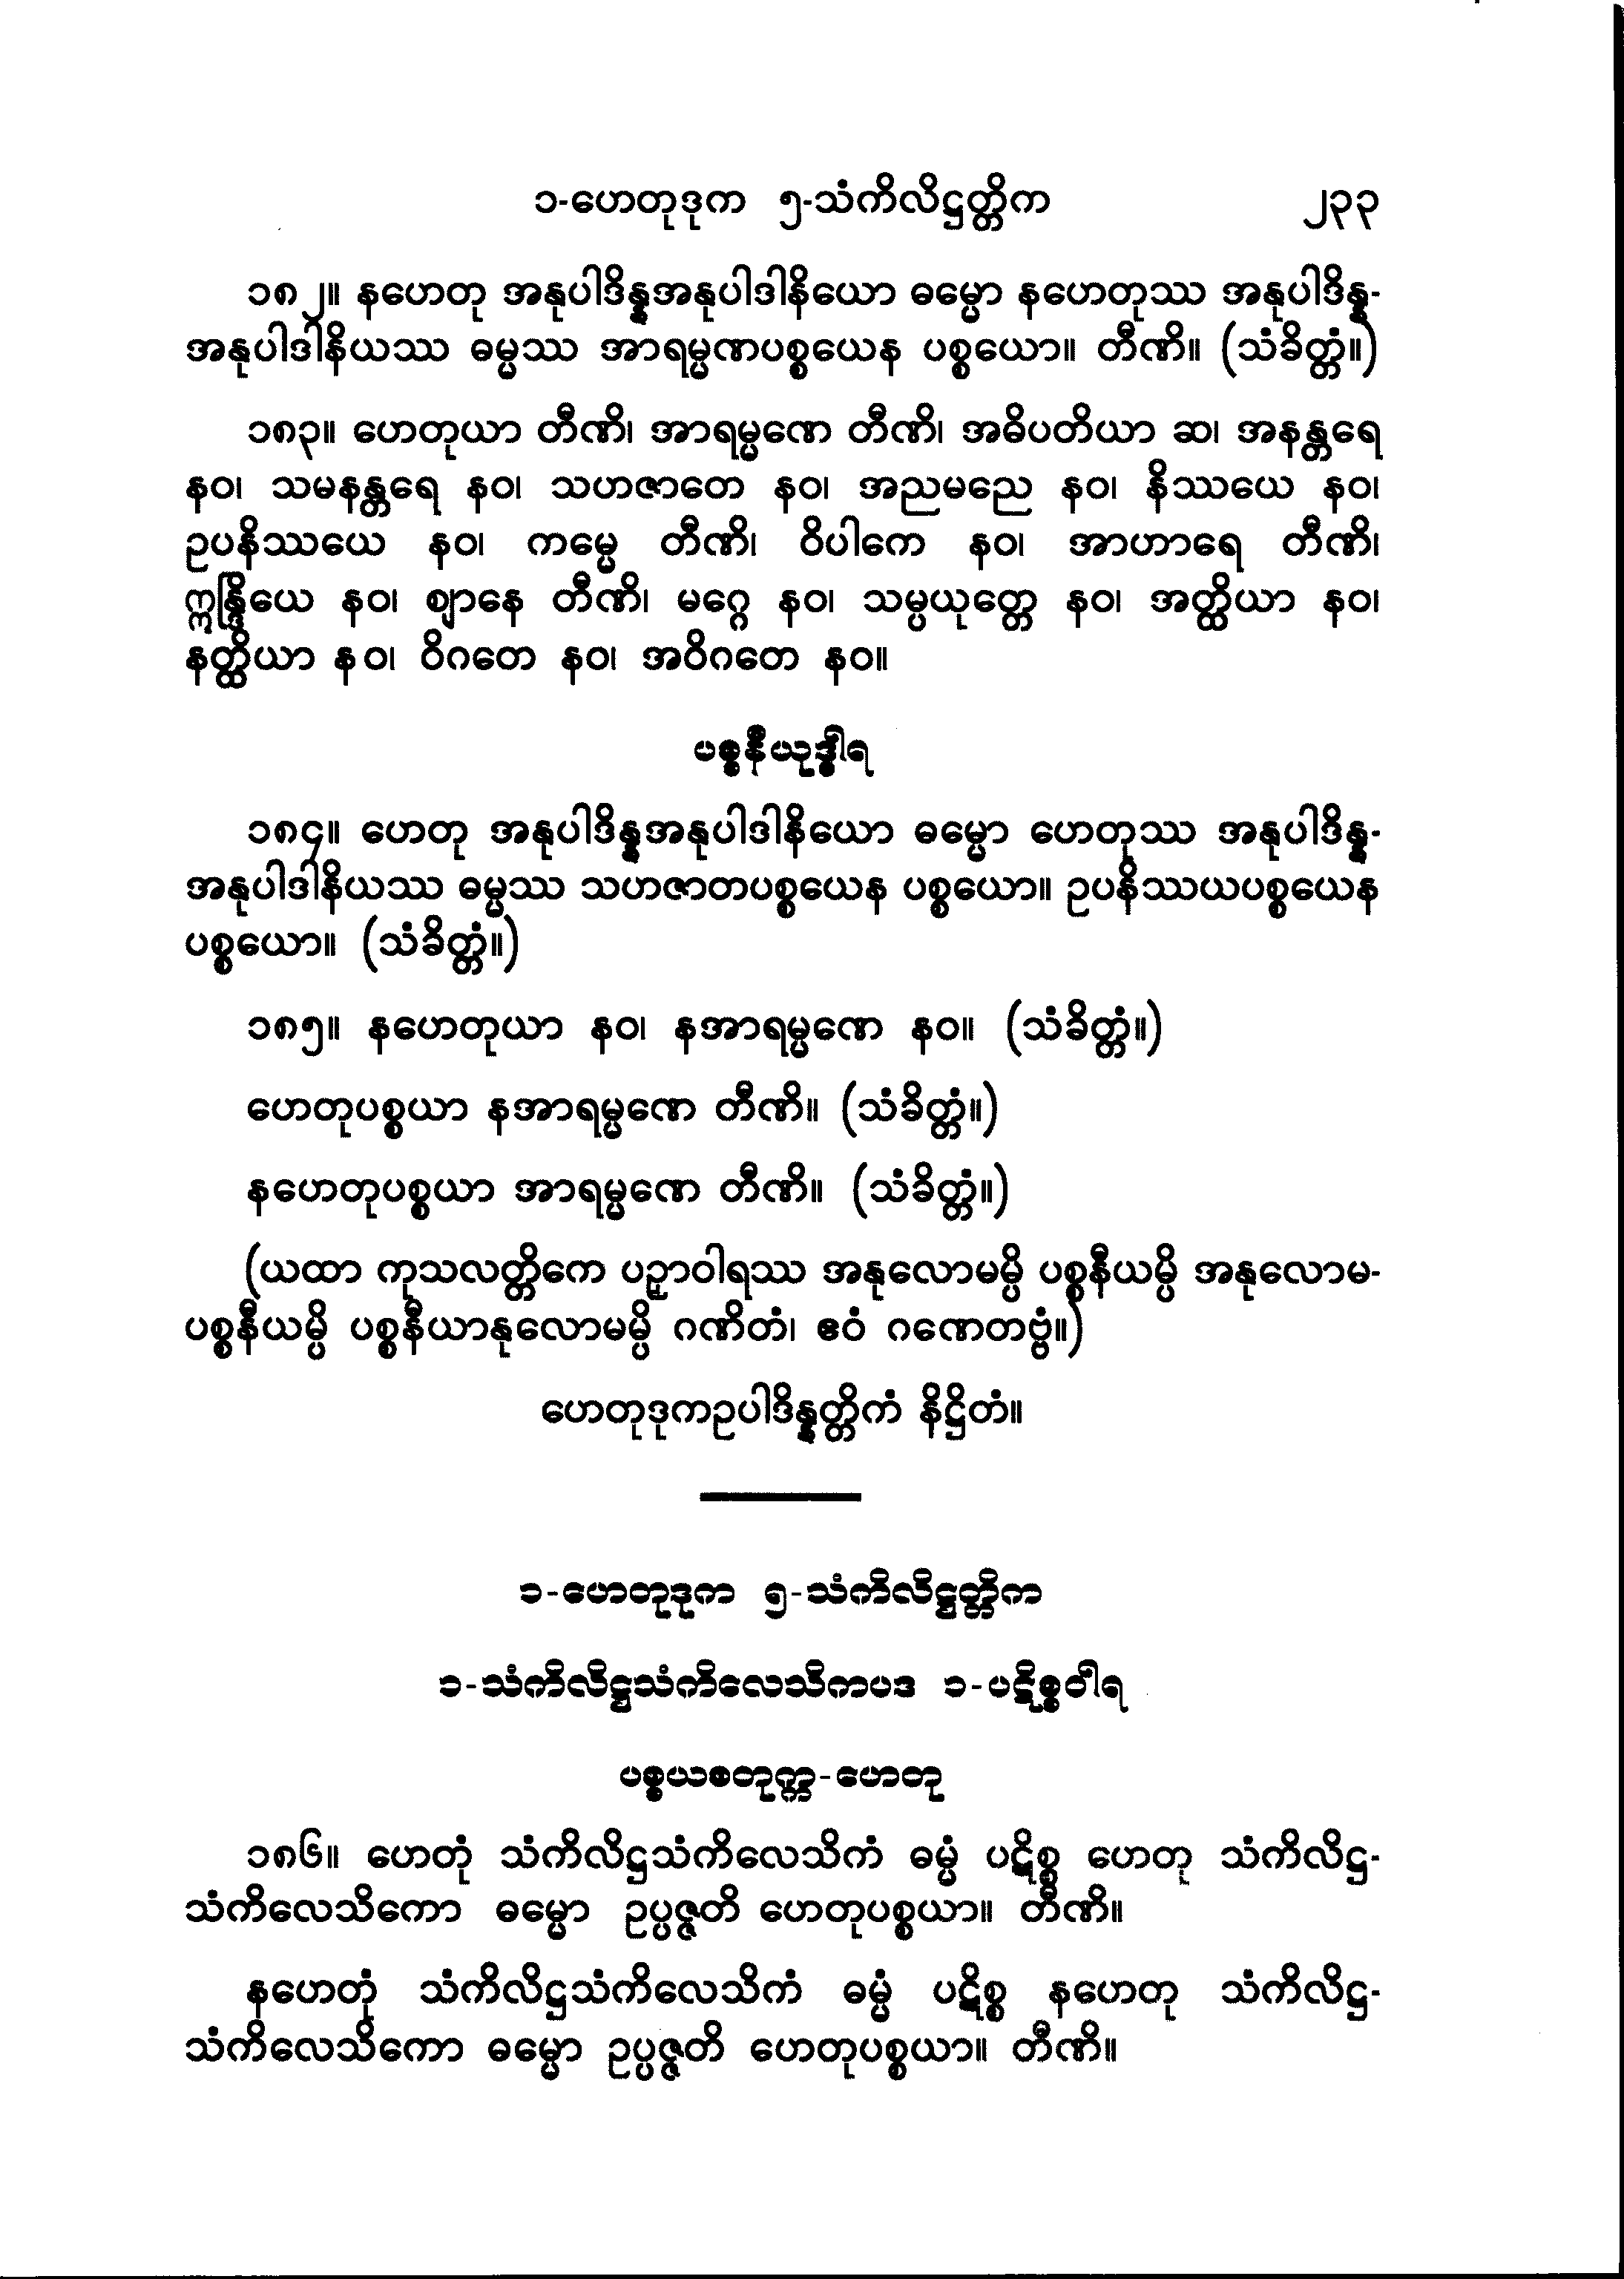 ၁-ဟေတုဒုက ၅-သံကိလိဋ္ဌတ္တိက ၂၃၃
၁၈၂။ နဟေတု အနုပါဒိန္နအနုပါဒါနိယော ဓမ္မော နဟေတုဿ အနုပါဒိန္န-
အနုပါဒါနိယဿ ဓမ္မဿ အာရမ္မဏပစ္စယေန ပစ္စယော။ တီဏိ။ (သံခိတ္တံ။)
၁၈၃။ ဟေတုယာ တီဏိ၊ အာရမ္မဏေ တီဏိ၊ အဓိပတိယာ ဆ၊ အနန္တရေ
နဝ၊ သမနန္တရေ နဝ၊ သဟဇာတေ နဝ၊ အညမညေ နဝ၊ နိဿယေ နဝ၊
ဥပနိဿယေ နဝ၊ ကမ္မေ တီဏိ၊ ဝိပါကေ နဝ၊ အာဟာရေ တီဏိ၊
ဣန္ဒြိယေ နဝ၊ ဈာနေ တီဏိ၊ မဂ္ဂေ နဝ၊ သမ္ပယုတ္တေ နဝ၊ အတ္ထိယာ နဝ၊
နတ္ထိယာ နဝ၊ ဝိဂတေ နဝ၊ အဝိဂတေ နဝ။
ပစ္စနီယုဒ္ဓါရ
၁၈၄။ ဟေတု အနုပါဒိန္နအနုပါဒါနိယော ဓမ္မော ဟေတုဿ အနုပါဒိန္န-
အနုပါဒါနိယဿ ဓမ္မဿ သဟဇာတပစ္စယေန ပစ္စယော။ ဥပနိဿယပစ္စယေန
ပစ္စယော။ (သံခိတ္တံ။)
၁၈၅။ နဟေတုယာ နဝ၊ နအာရမ္မဏေ နဝ။ (သံခိတ္တံ။)
ဟေတုပစ္စယာ နအာရမ္မဏေ တီဏိ။ (သံခိတ္တံ။)
နဟေတုပစ္စယာ အာရမ္မဏေ တီဏိ။ (သံခိတ္တံ။)
(ယထာ ကုသလတ္တိကေ ပဉှာဝါရဿ အနုလောမမ္ပိ ပစ္စနီယမ္ပိ အနုလောမ-
ပစ္စနီယမ္ပိ ပစ္စနီယာနုလောမမ္ပိ ဂဏိတံ၊ ဧဝံ ဂဏေတဗ္ဗံ။)
ဟေတုဒုကဥပါဒိန္နတ္တိကံ နိဋ္ဌိတံ။
၁-ဟေတုဒုက ၅-သံကိလိဋ္ဌတ္တိက
၁-သံကိလိဋ္ဌသံကိလေသိကပဒ ၁-ပဋိစ္စဝါရ
ပစ္စယစတုက္က-ဟေတု
၁၈၆။ ဟေတုံ သံကိလိဋ္ဌသံကိလေသိကံ ဓမ္မံ ပဋိစ္စ ဟေတု သံကိလိဋ္ဌ-
သံကိလေသိကော ဓမ္မော ဥပ္ပဇ္ဇတိ ဟေတုပစ္စယာ။ တီဏိ။
နဟေတုံ သံကိလိဋ္ဌသံကိလေသိကံ ဓမ္မံ ပဋိစ္စ နဟေတု သံကိလိဋ္ဌ-
သံကိလေသိကော ဓမ္မော ဥပ္ပဇ္ဇတိ ဟေတုပစ္စယာ။ တီဏိ။